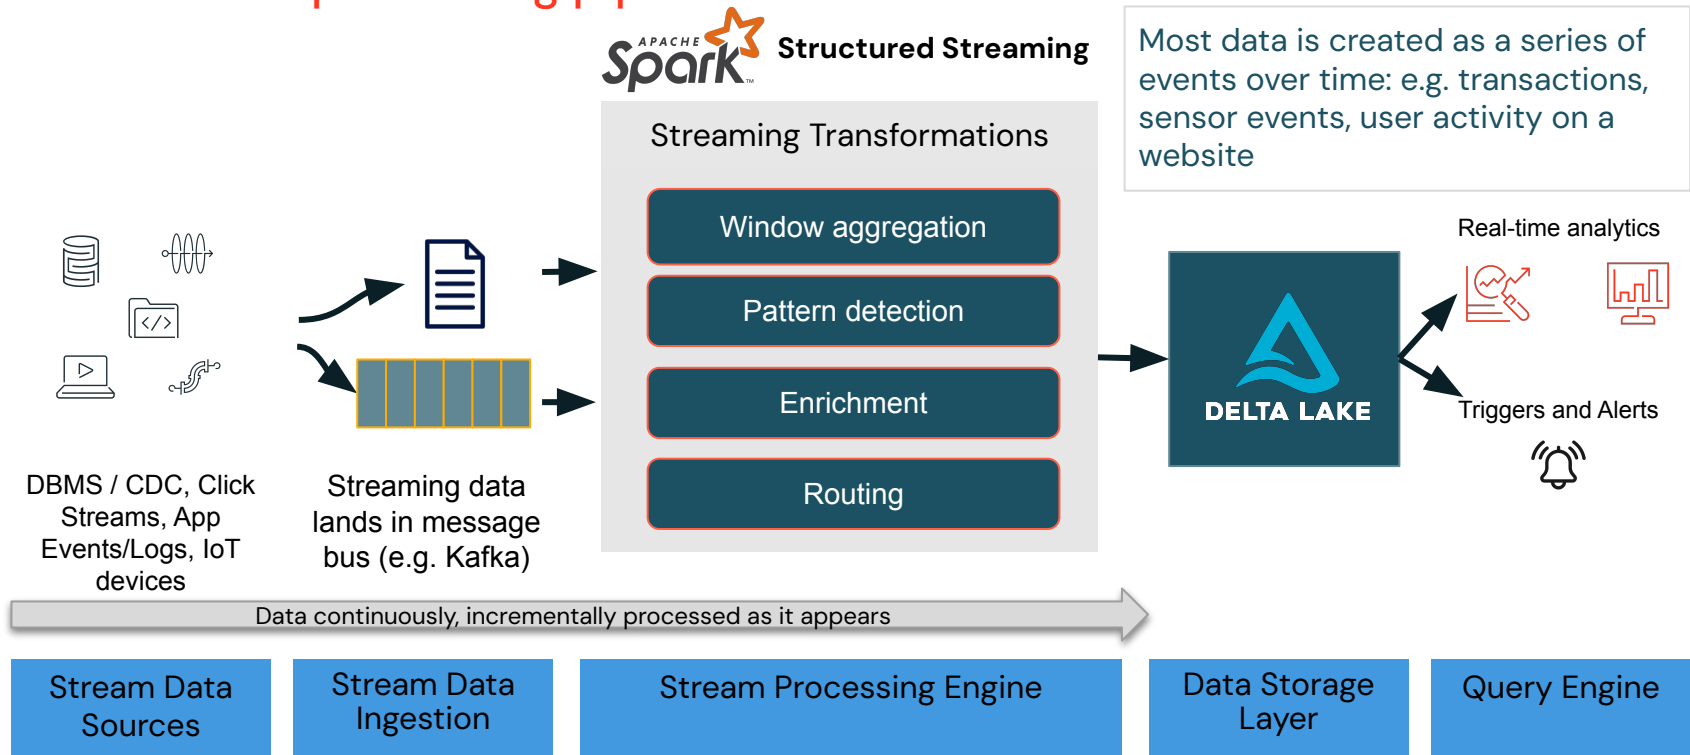 APACHE
Spark
TM
Structured Streaming
Most data is created as a series of
events over time: e.g. transactions,
sensor events, user activity on a
website
Streaming Transformations
Window aggregation
Pattern detection
Enrichment
Routing
</>
DELTA LAKE
Real-time analytics
Triggers and Alerts
DBMS / CDC, Click
Streams, App
Events/Logs, IoT
devices
Streaming data
lands in message
bus (e.g. Kafka)
Data continuously, incrementally processed as it appears
Stream Data
Sources
Stream Data
Ingestion
Stream Processing Engine
Data Storage
Layer
Query Engine